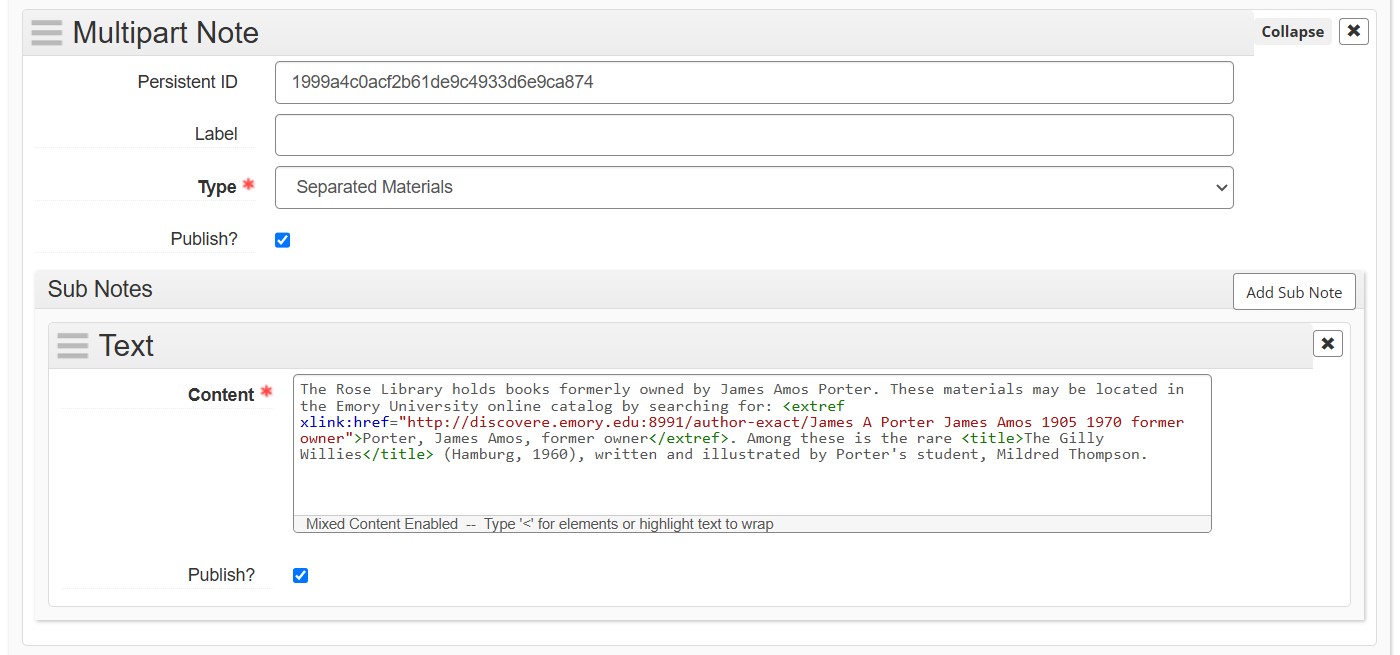 Multipart Note
Collapse
Persistent ID
1999a4c0acf2b61de9c4933d6e9ca874
Label
Type *
Separated Materials
Publish?
Sub Notes
Add Sub Note
Text
Content *
The Rose Library holds books formerly owned by James Amos Porter. These materials may be located in
the Emory University online catalog by searching for: <extref
xlink:href="http://discovere.emory.edu:8991/author-exact/James A Porter James Amos 1905 1970 former
owner">Porter, James Amos, former owner</extref>. Among these is the rare <title>The Gilly
Willies</title> (Hamburg, 1960), written and illustrated by Porter's student, Mildred Thompson.
Mixed Content Enabled -- Type '<' for elements or highlight text to wrap
Publish?